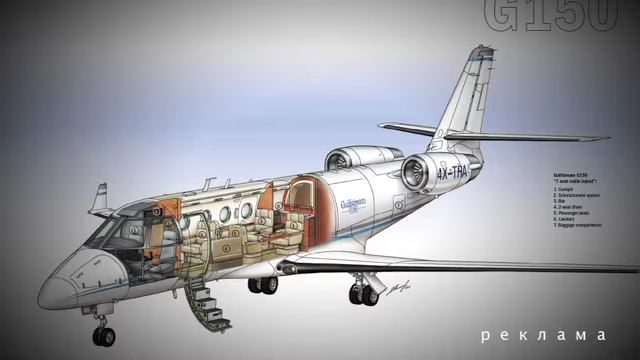 G150
4X-TRA
Gulfstream
Gulfstream G150
"7 seat cabin layout":
1. Cockpit
2. Entertainment system
3. Bar
4. 2-seat divan
5. Passenger seats
6. Lavatory
7. Baggage compartment
реклама